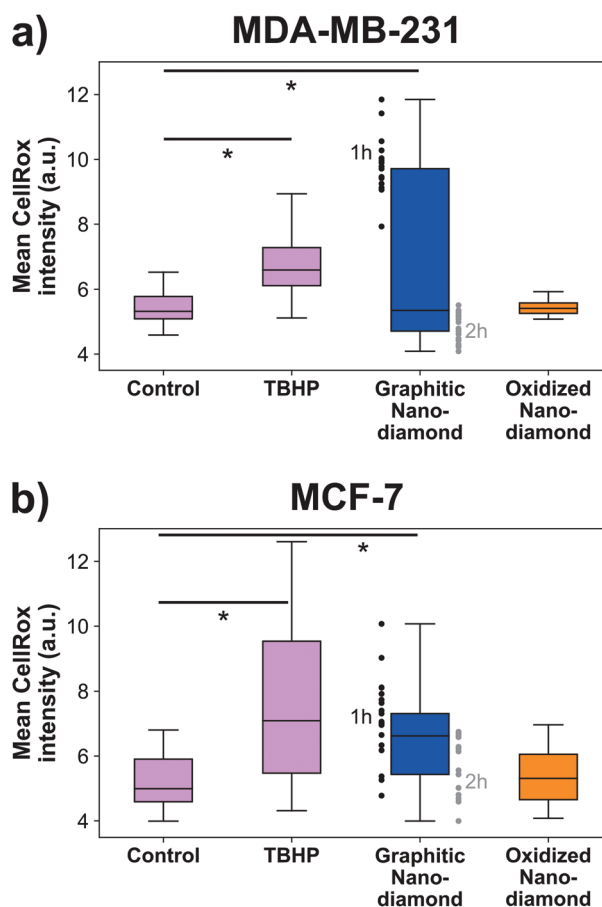 a) MDA-MB-231
Mean CellRox
intensity (a.u.)
12
10
8
6
4
*
*
1h
2h
Control
TBHP
Graphitic
Nano-
diamond
Oxidized
Nano-
diamond
b) MCF-7
Mean CellRox
intensity (a.u.)
12
10
8
6
4
*
*
1h
2h
Control
TBHP
Graphitic
Nano-
diamond
Oxidized
Nano-
diamond